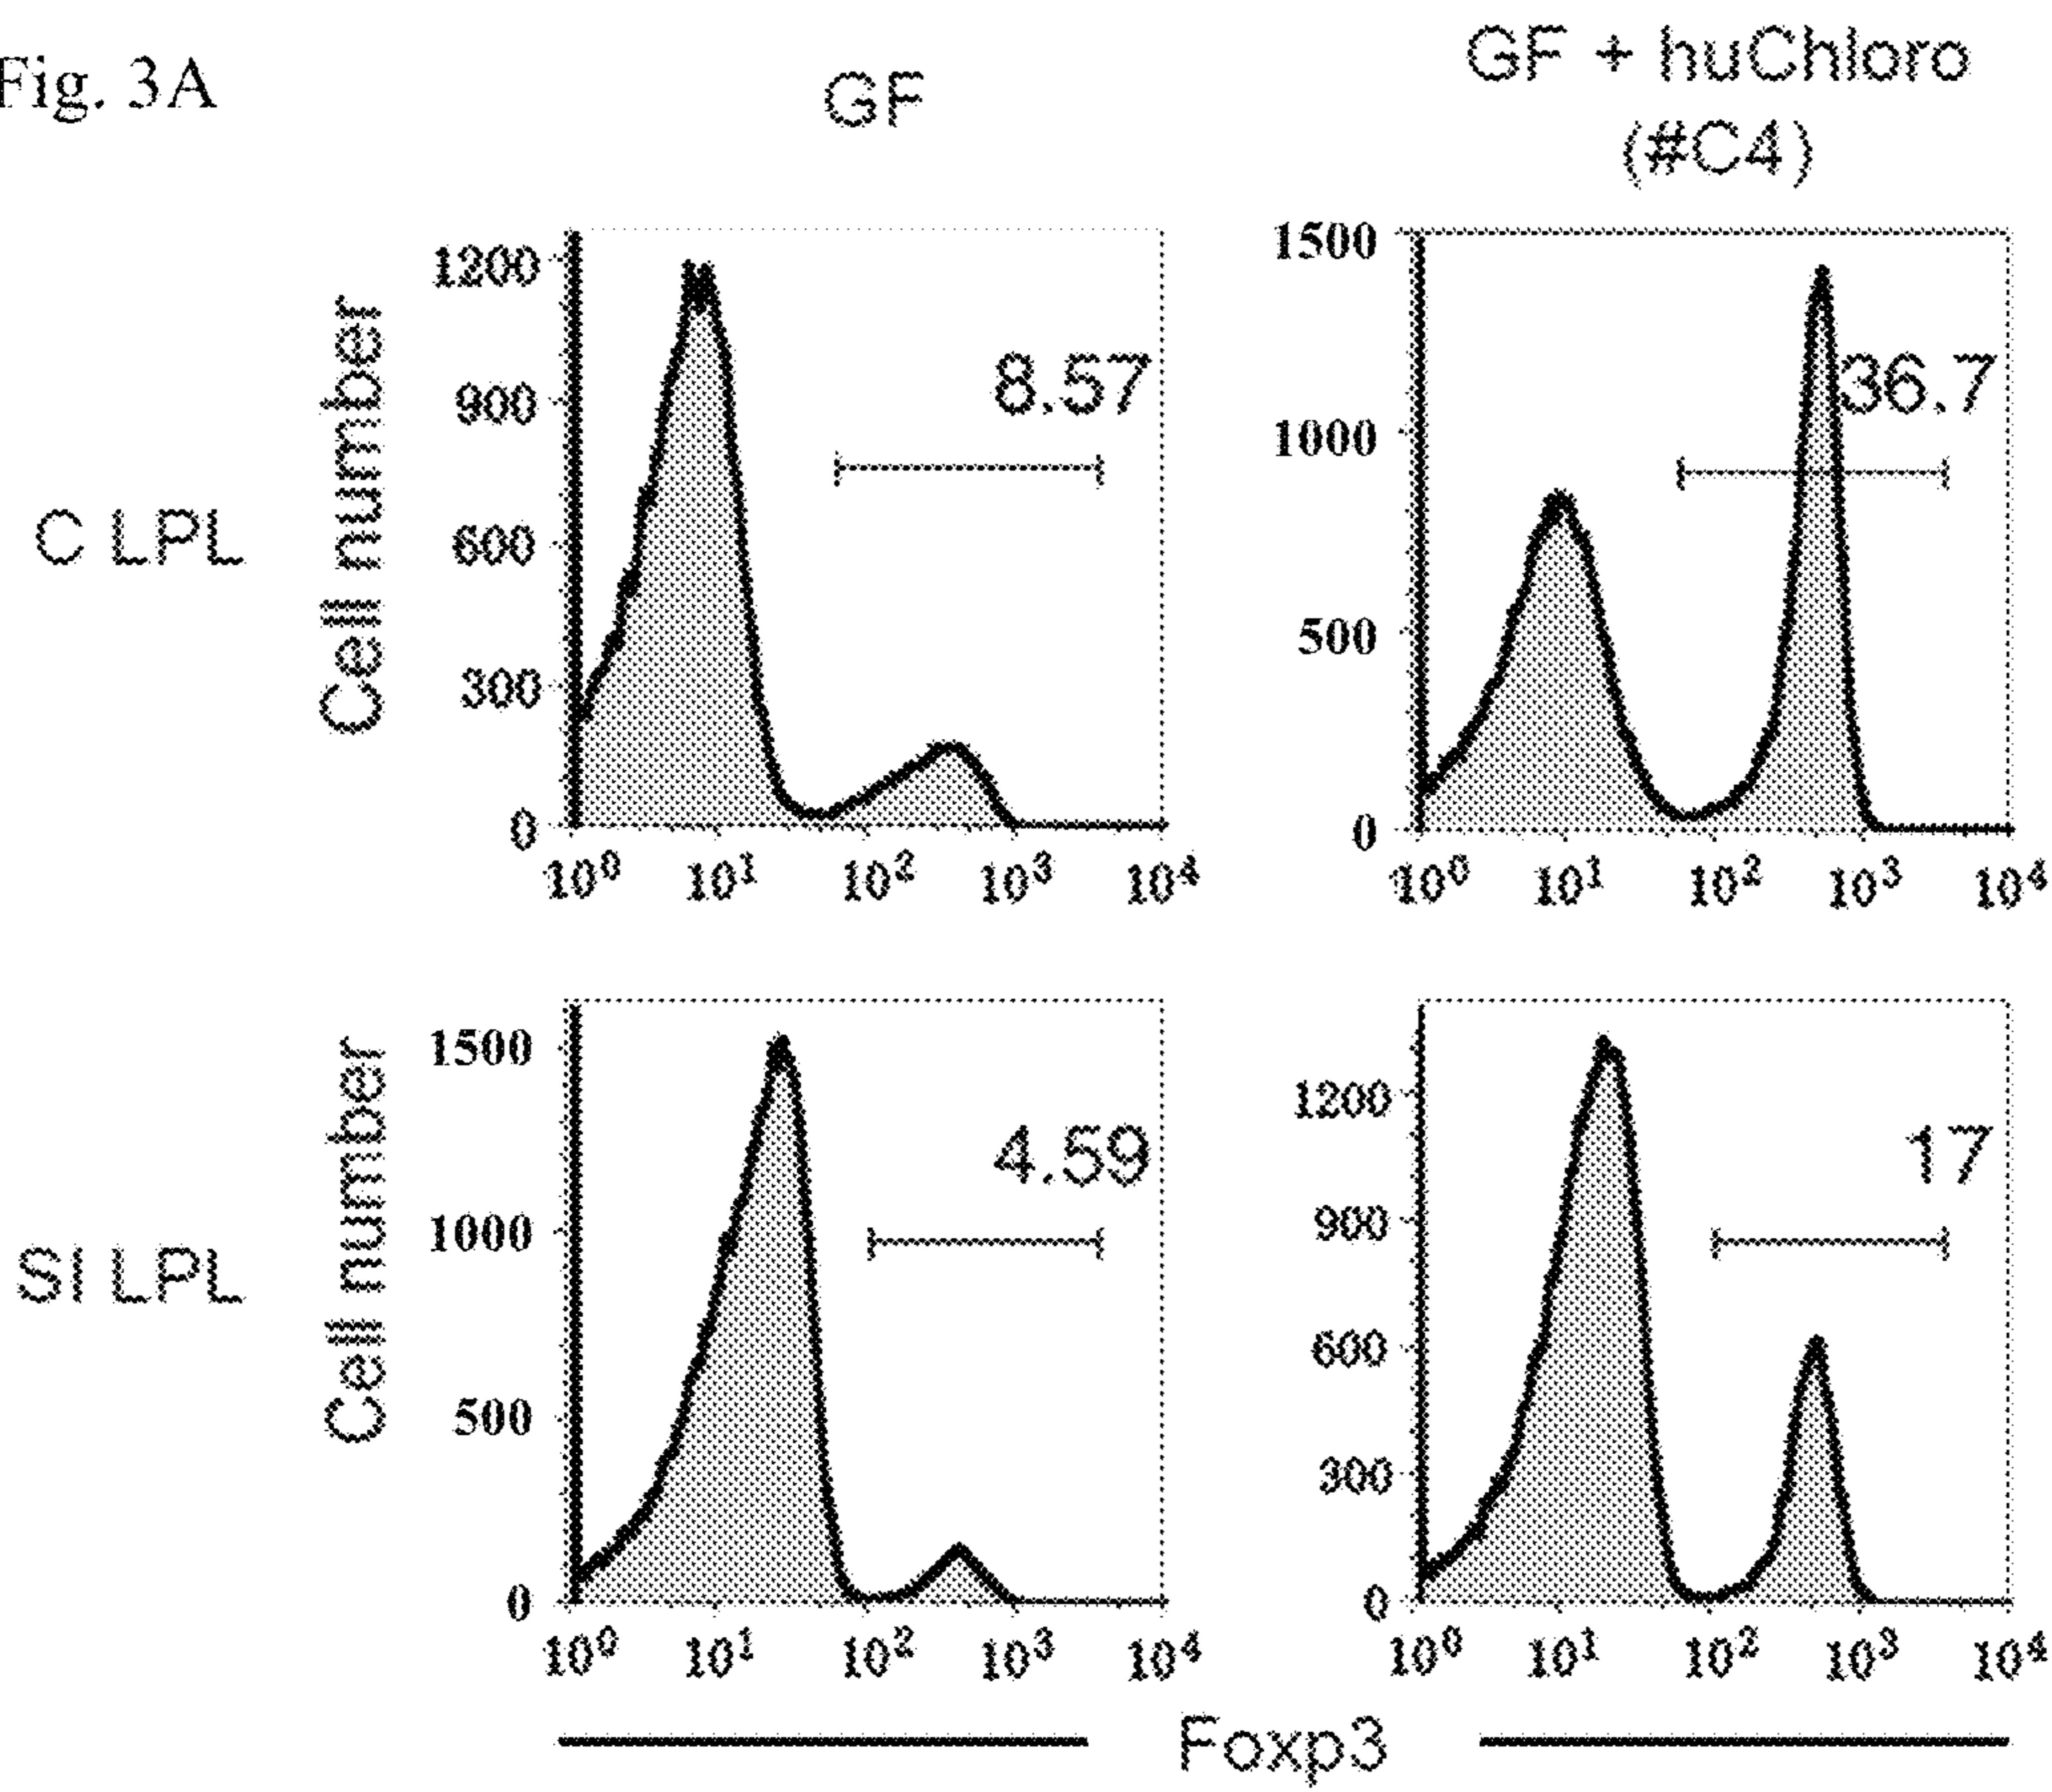 Fig. 3A
GF
GF + huChloro
(#C4)
C LPL
Cell number
1200
900
600
300
0
8.57
10⁰ 10¹ 10² 10³ 10⁴
1500
1000
500
0
36.7
10⁰ 10¹ 10² 10³ 10⁴
SI LPL
Cell number
1500
1000
500
0
4.59
10⁰ 10¹ 10² 10³ 10⁴
1200
900
600
300
0
17
10⁰ 10¹ 10² 10³ 10⁴
Foxp3